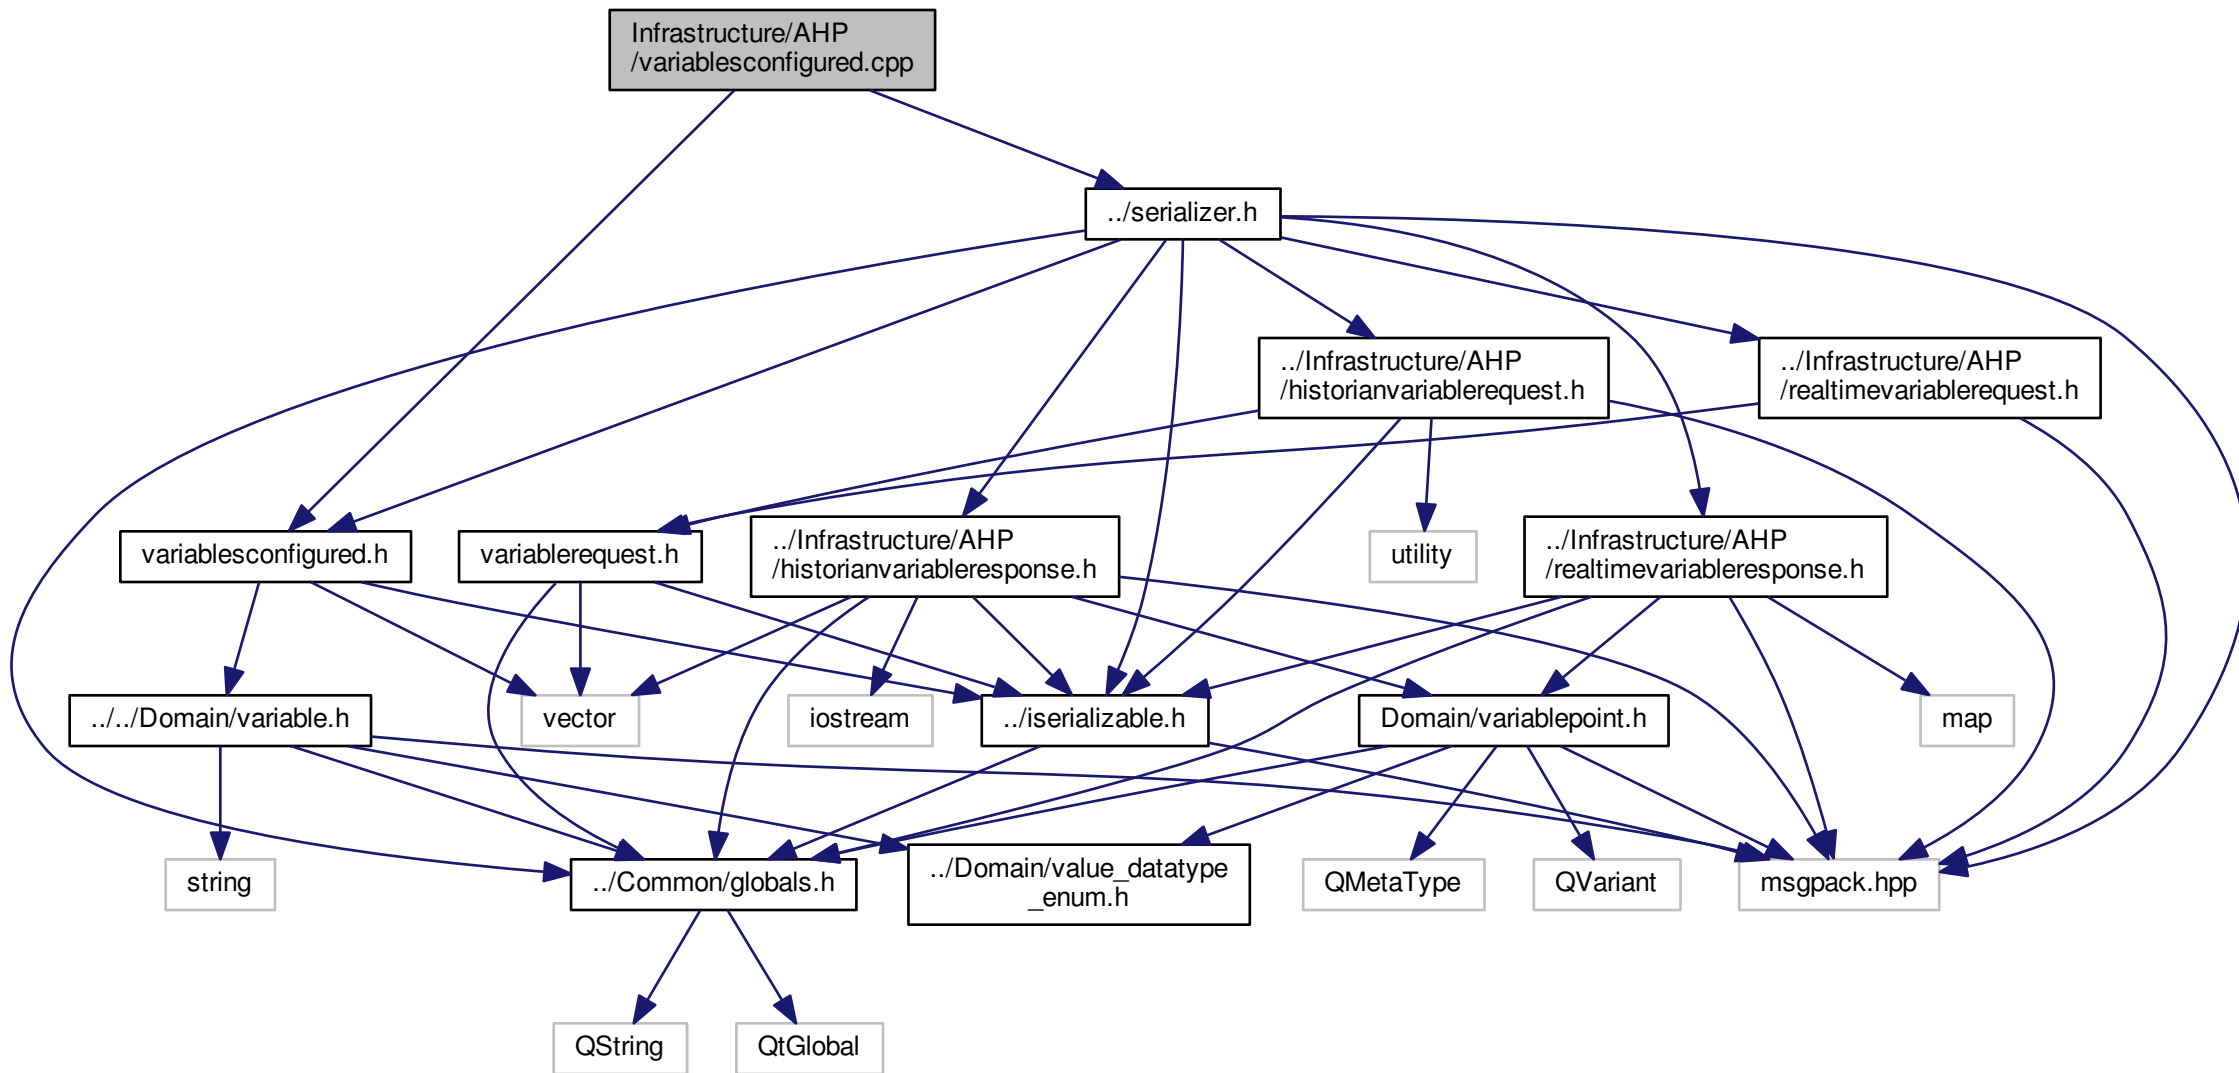 Infrastructure/AHP
/variablesconfigured.cpp
../serializer.h
../Infrastructure/AHP
/historianvariablerequest.h
../Infrastructure/AHP
/realtimevariablerequest.h
variablesconfigured.h
variablerequest.h
../Infrastructure/AHP
/historianvariableresponse.h
utility
../Infrastructure/AHP
/realtimevariableresponse.h
../../Domain/variable.h
vector
iostream
../iserializable.h
Domain/variablepoint.h
map
string
../Common/globals.h
../Domain/value_datatype
_enum.h
QMetaType
QVariant
msgpack.hpp
QString
QtGlobal